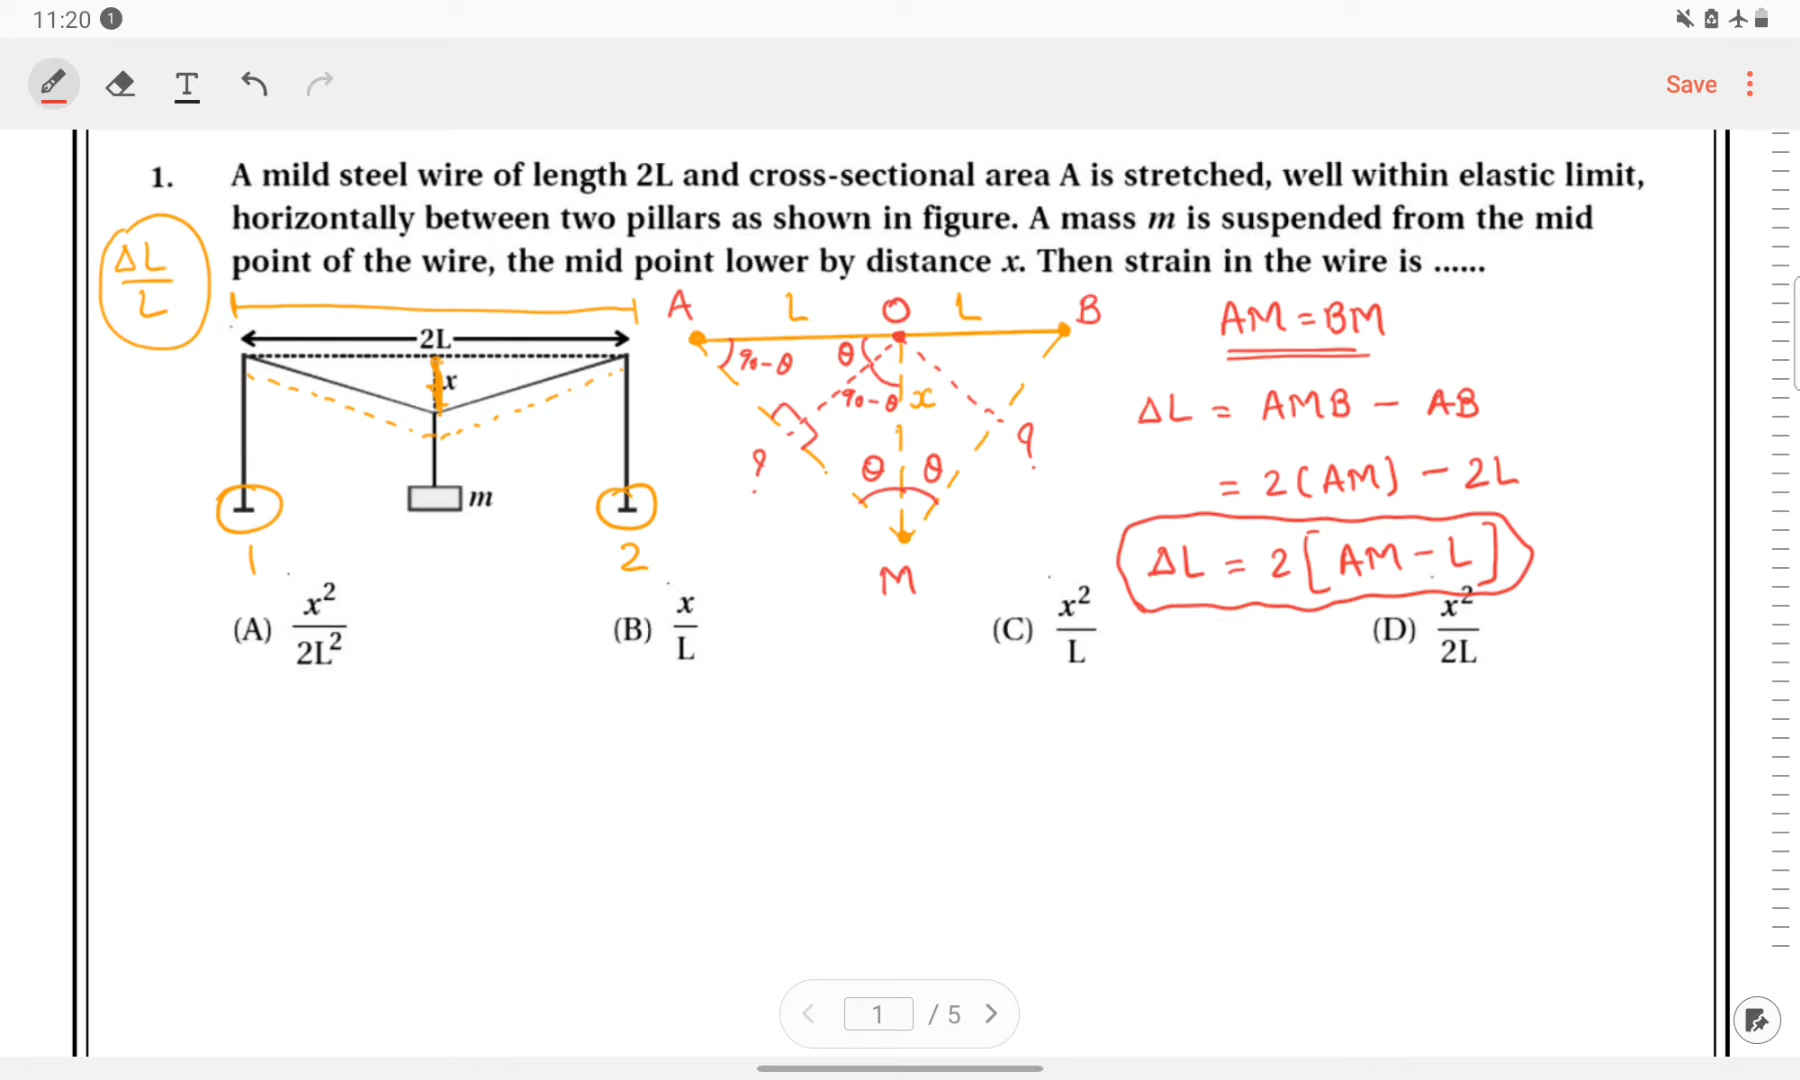 11:20 1
T
Save
1. A mild steel wire of length 2L and cross-sectional area A is stretched, well within elastic limit,
horizontally between two pillars as shown in figure. A mass m is suspended from the mid
point of the wire, the mid point lower by distance x. Then strain in the wire is ......
ΔL
L
A L O L B
AM = BM
2L
x
90-θ θ
90-θ x
ΔL = AMB - AB
? θ θ ?
= 2(AM) - 2L
m
1 2
M
ΔL = 2[AM - L]
(A) x²/2L² (B) x/L (C) x²/L (D) x²/2L
1 / 5